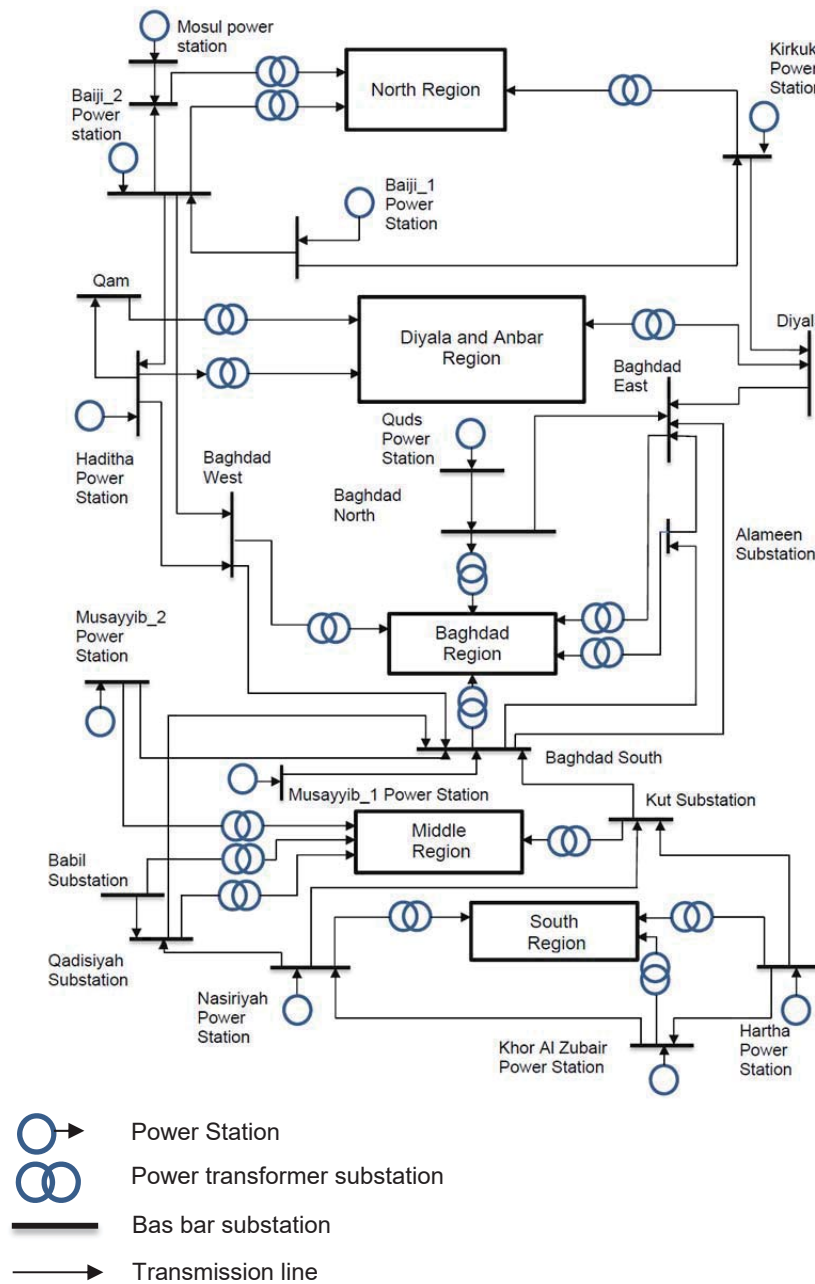 Mosul power
station
Kirkuk
Power
Station
North Region
Baiji_2
Power
station
Baiji_1
Power
Station
Qam
Diyala and Anbar
Region
Diyal
Baghdad
East
Quds
Power
Station
Haditha
Power
Station
Baghdad
West
Baghdad
North
Alameen
Substation
Musayyib_2
Power
Station
Baghdad
Region
Baghdad South
Musayyib_1 Power Station
Kut Substation
Middle
Region
Babil
Substation
South
Region
Qadisiyah
Substation
Nasiriyah
Power
Station
Khor Al Zubair
Power Station
Hartha
Power
Station
Power Station
Power transformer substation
Bas bar substation
Transmission line